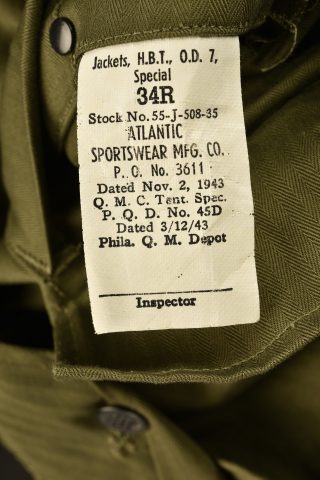 Jackets, H.B.T., O.D. 7,
Special
34R
Stock No. 55-J-508-35
ATLANTIC
SPORTSWEAR MFG. CO.
P. O. No. 3611
Dated Nov. 2, 1943
Q. M. C. Tent. Spec.
P. Q. D. No. 45D
Dated 3/12/43
Phila. Q. M. Depot
Inspector